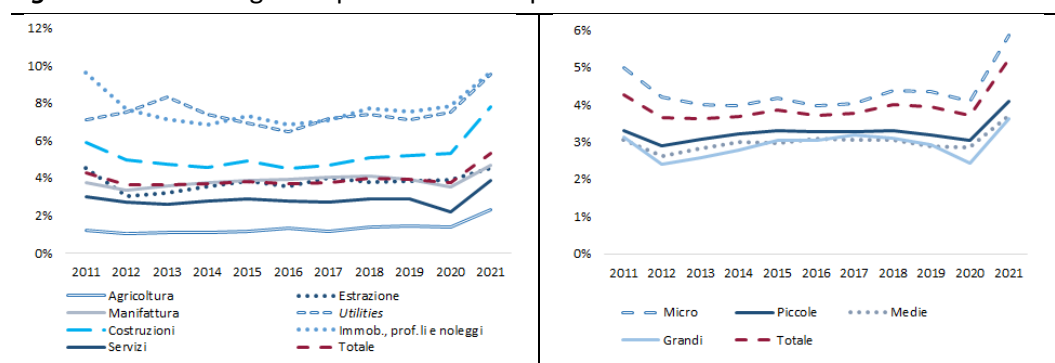 12%
10%
8%
6%
4%
2%
0%
2011 2012 2013 2014 2015 2016 2017 2018 2019 2020 2021
Agricoltura Estrazione
Manifattura Utilities
Costruzioni Immob., prof.li e noleggi
Servizi Totale
6%
5%
4%
3%
2%
1%
0%
2011 2012 2013 2014 2015 2016 2017 2018 2019 2020 2021
Micro Piccole Medie
Grandi Totale